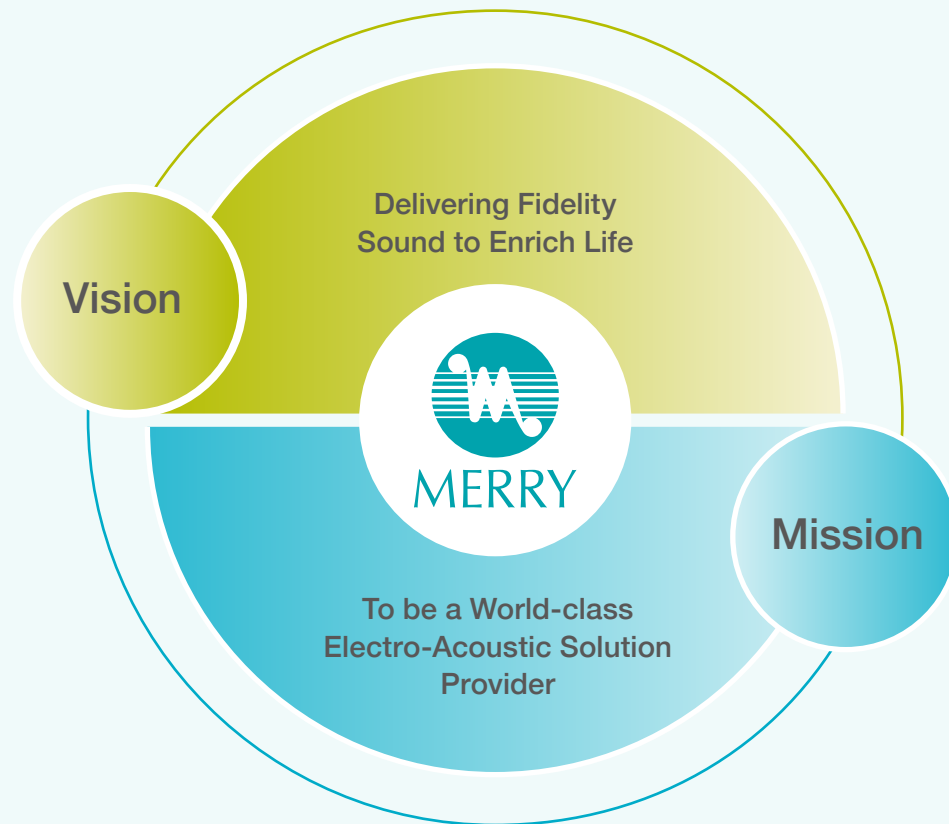 Delivering Fidelity
Sound to Enrich Life
Vision
MERRY
Mission
To be a World-class
Electro-Acoustic Solution
Provider